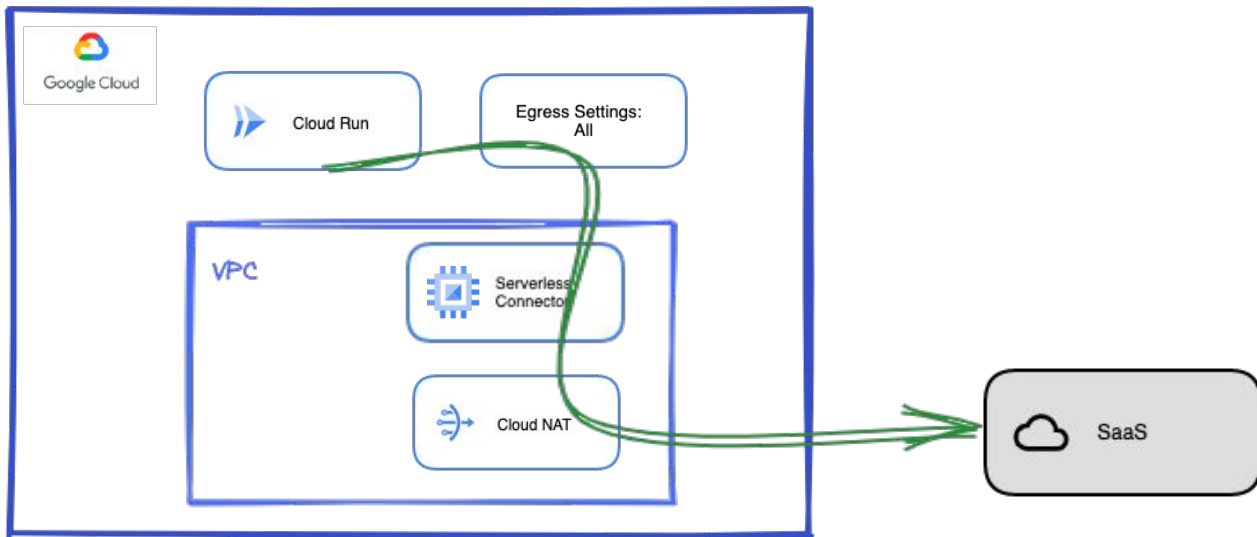 Google Cloud
Cloud Run
Egress Settings:
All
VPC
Serverless
Connector
Cloud NAT
SaaS